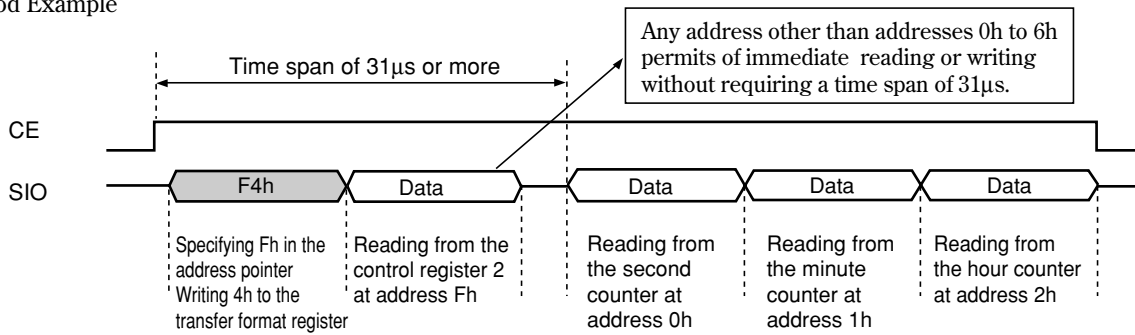 od Example
Any address other than addresses 0h to 6h
permits of immediate reading or writing
without requiring a time span of 31μs.
Time span of 31μs or more
CE
SIO
F4h
Data
Data
Data
Data
Specifying Fh in the
address pointer
Writing 4h to the
transfer format register
Reading from the
control register 2
at address Fh
Reading from
the second
counter at
address 0h
Reading from
the minute
counter at
address 1h
Reading from
the hour counter
at address 2h